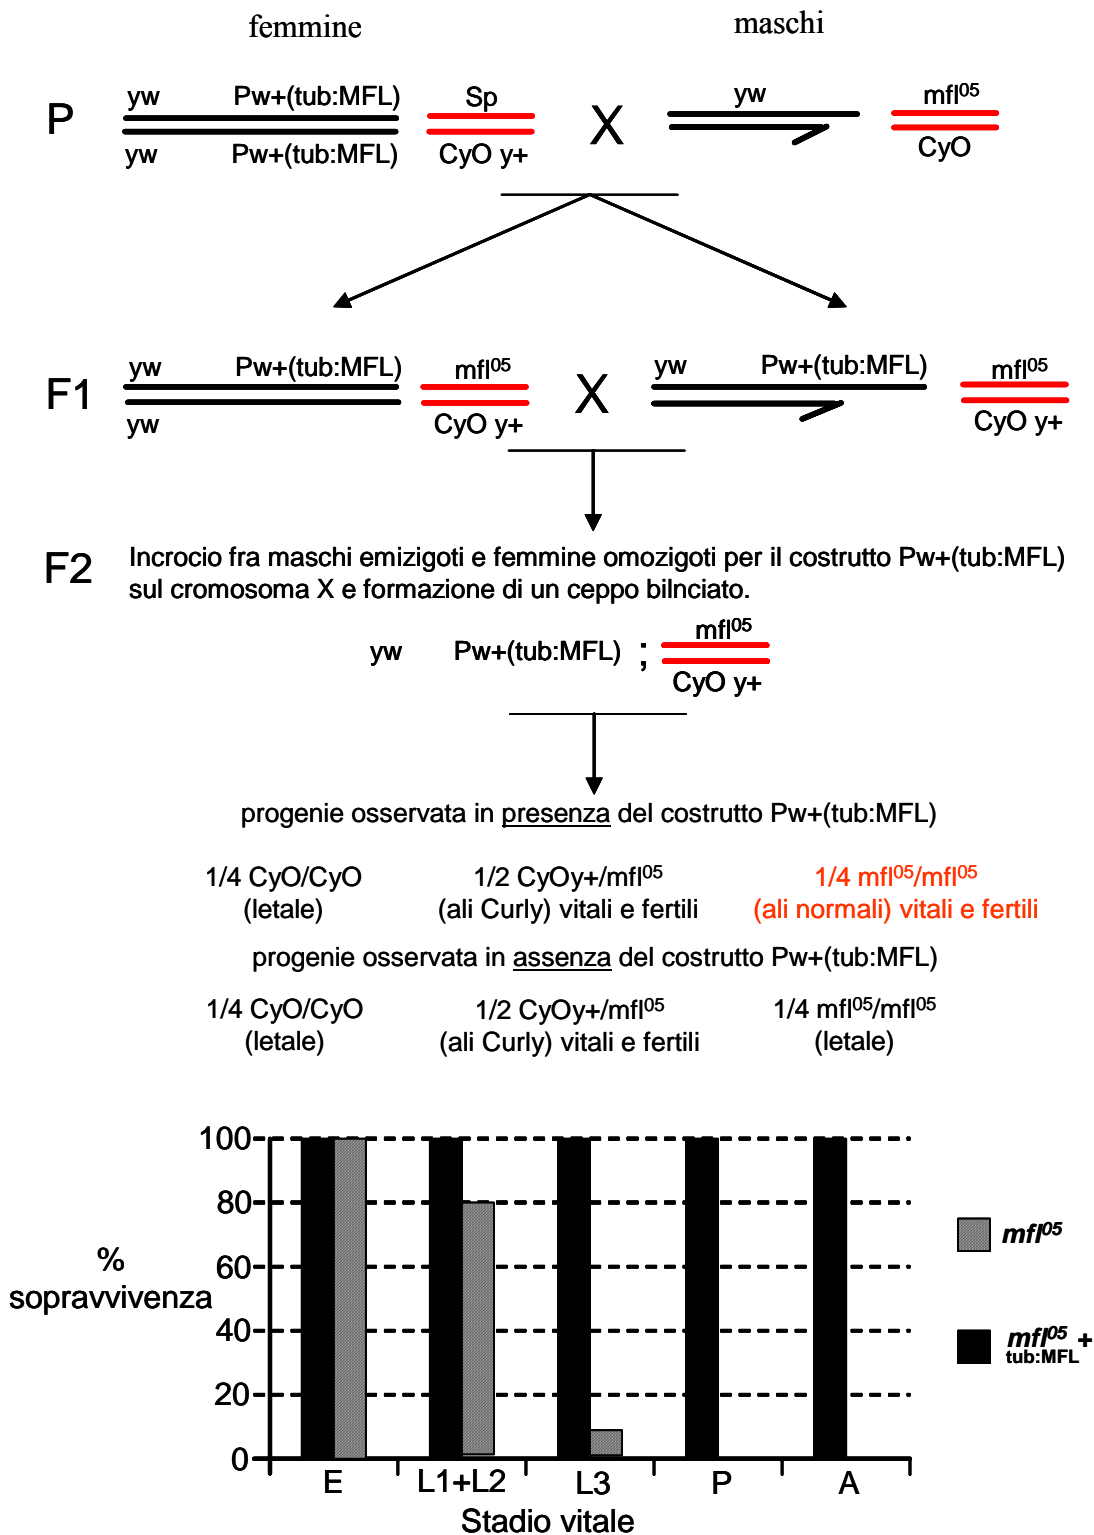 femmine maschi
yw Pw+(tub:MFL) Sp yw mfl05
P X
yw Pw+(tub:MFL) CyO y+ CyO
yw Pw+(tub:MFL) mfl05 yw Pw+(tub:MFL) mfl05
F1 X
yw CyO y+ CyO y+
F2 Incrocio fra maschi emizigoti e femmine omozigoti per il costrutto Pw+(tub:MFL)
sul cromosoma X e formazione di un ceppo bilnciato.
mfl05
yw Pw+(tub:MFL) ;
CyO y+
progenie osservata in presenza del costrutto Pw+(tub:MFL)
1/4 CyO/CyO 1/2 CyOy+/mfl05 1/4 mfl05/mfl05
(letale) (ali Curly) vitali e fertili (ali normali) vitali e fertili
progenie osservata in assenza del costrutto Pw+(tub:MFL)
1/4 CyO/CyO 1/2 CyOy+/mfl05 1/4 mfl05/mfl05
(letale) (ali Curly) vitali e fertili (letale)
100
80
60
40
20
0
%
sopravvivenza
mfl05
mfl05 +
tub:MFL
E L1+L2 L3 P A
Stadio vitale